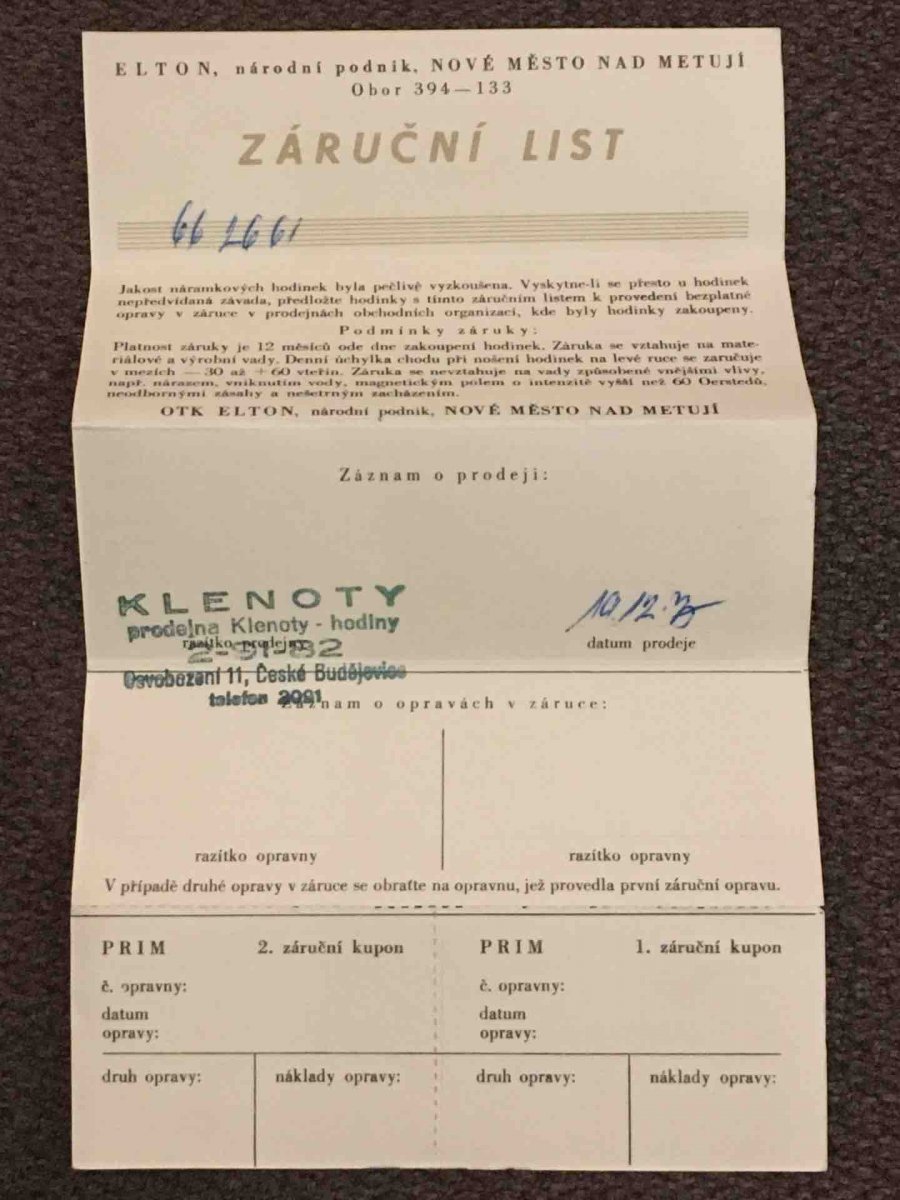 ELTON, národní podnik, NOVÉ MĚSTO NAD METUJÍ
Obor 394—133
ZÁRUČNÍ LIST
66 2661
Jakost náramkových hodinek byla pečlivě vyzkoušena. Vyskytne-li se přesto u hodinek
nepředvídaná závada, předložte hodinky s tímto záručním listem k provedení bezplatné
opravy v záruce v prodejnách obchodních organizací, kde byly hodinky zakoupeny.
Podmínky záruky:
Platnost záruky je 12 měsíců ode dne zakoupení hodinek. Záruka se vztahuje na mate-
riálové a výrobní vady. Denní úchylka chodu při nošení hodinek na levé ruce se zaručuje
v mezích — 30 až + 60 vteřin. Záruka se nevztahuje na vady způsobené vnějšími vlivy,
např. nárazem, vniknutím vody, magnetickým polem o intenzitě vyšší než 60 Oerstedů,
neodbornými zásahy a nešetrným zacházením.
OTK ELTON, národní podnik, NOVÉ MĚSTO NAD METUJÍ
Záznam o prodeji:
KLENOTY
prodejna Klenoty - hodiny
razítko prodejny
datum prodeje
Osvobození 11, České Budějovice
telefon
Záznam o opravách v záruce:
razítko opravny
razítko opravny
V případě druhé opravy v záruce se obraťte na opravnu, jež provedla první záruční opravu.
PRIM 2. záruční kupon
č. opravny:
datum
opravy:
druh opravy: náklady opravy:
PRIM 1. záruční kupon
č. opravny:
datum
opravy:
druh opravy: náklady opravy: